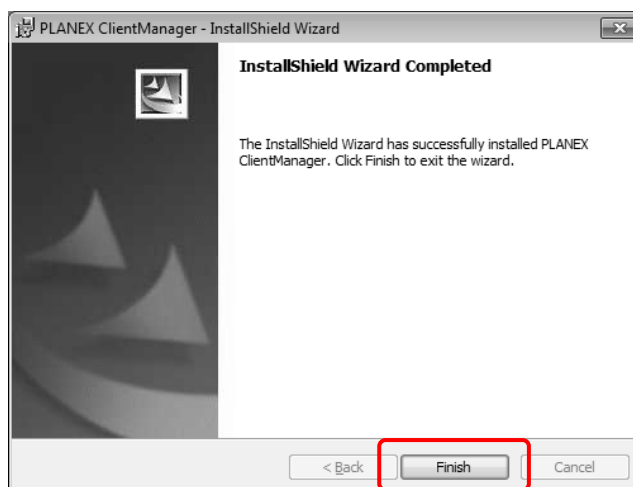 PLANEX ClientManager - InstallShield Wizard
InstallShield Wizard Completed
The InstallShield Wizard has successfully installed PLANEX
ClientManager. Click Finish to exit the wizard.
< Back
Finish
Cancel